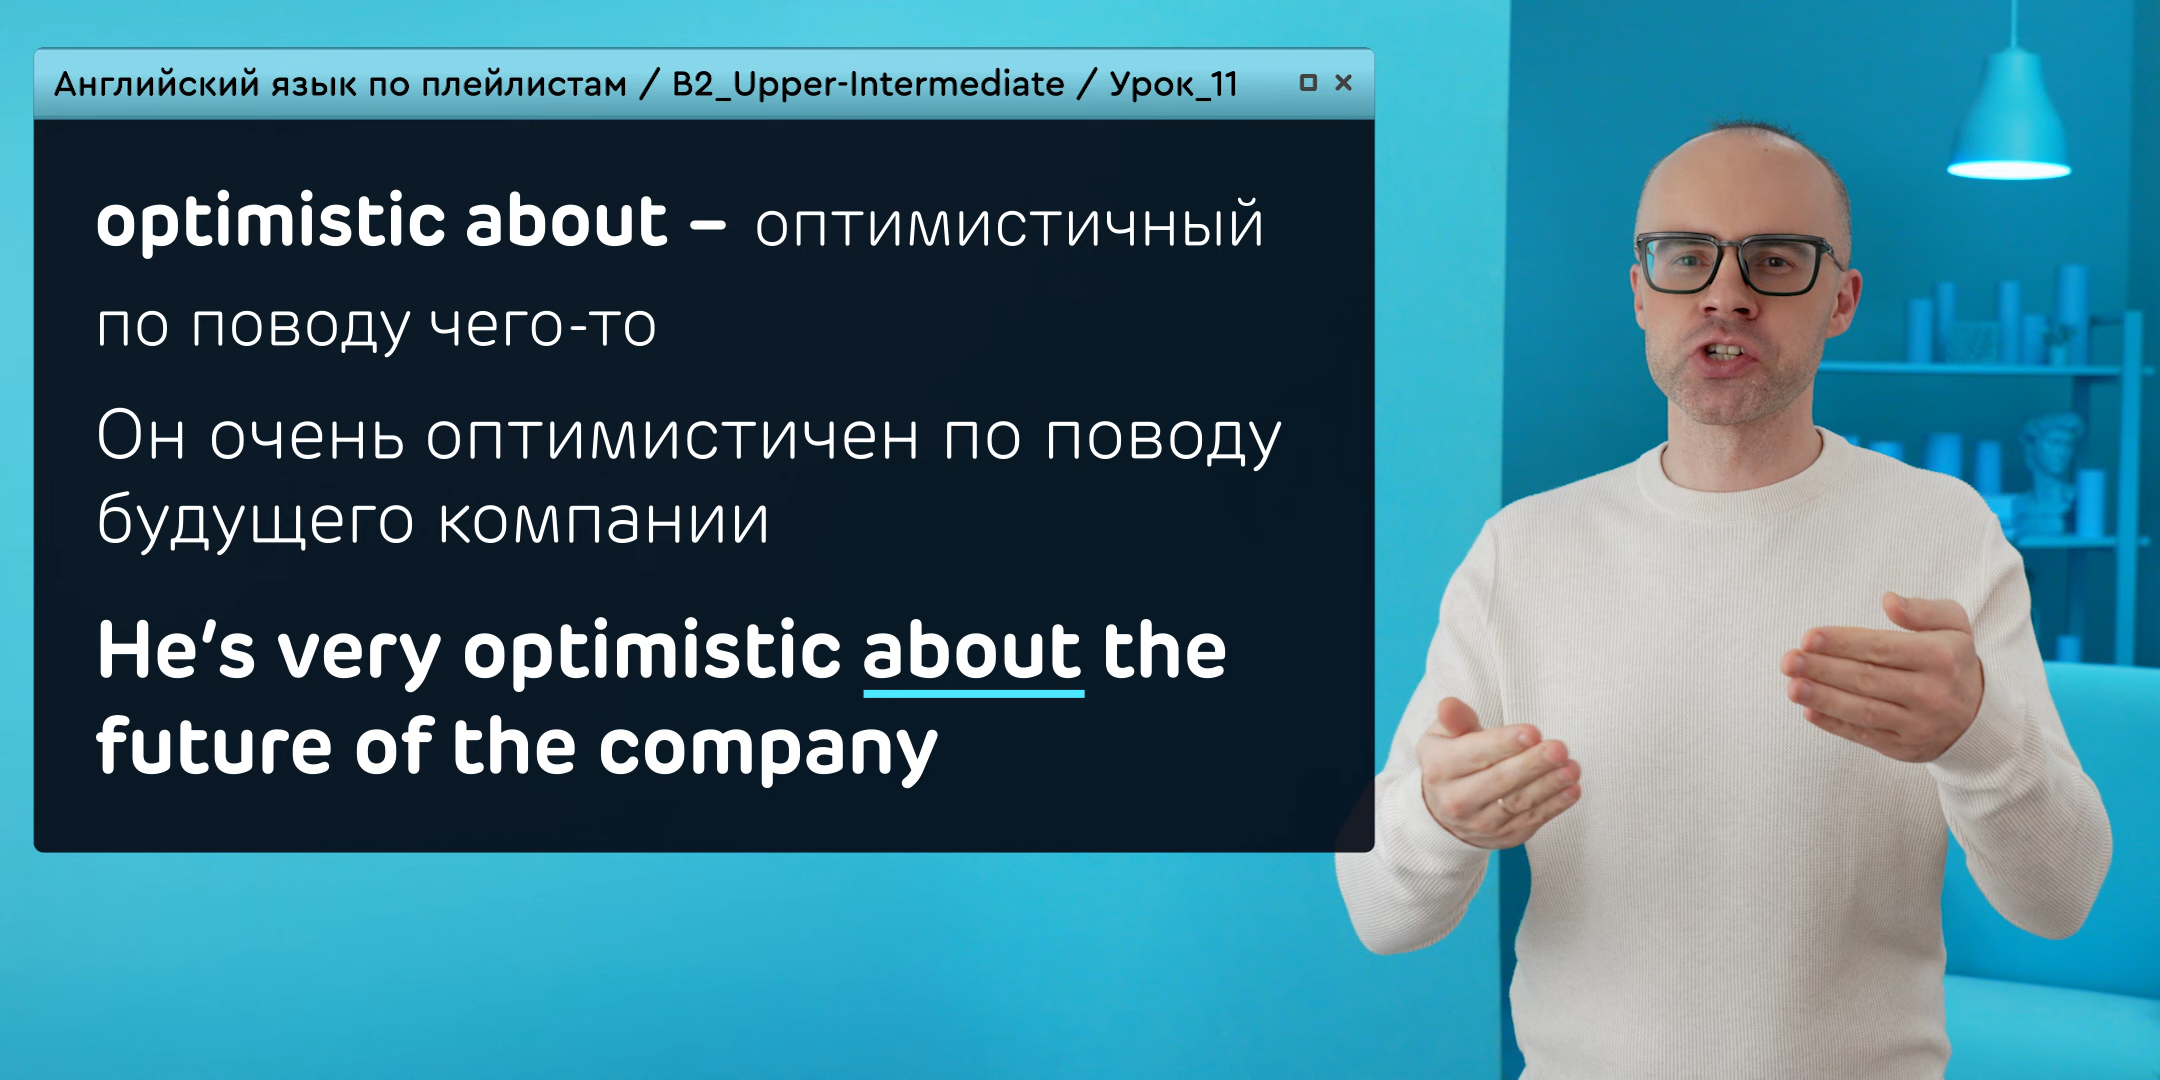 Английский язык по плейлистам / B2_Upper-Intermediate / Урок_11
optimistic about – оптимистичный
по поводу чего-то
Он очень оптимистичен по поводу
будущего компании
He's very optimistic about the
future of the company